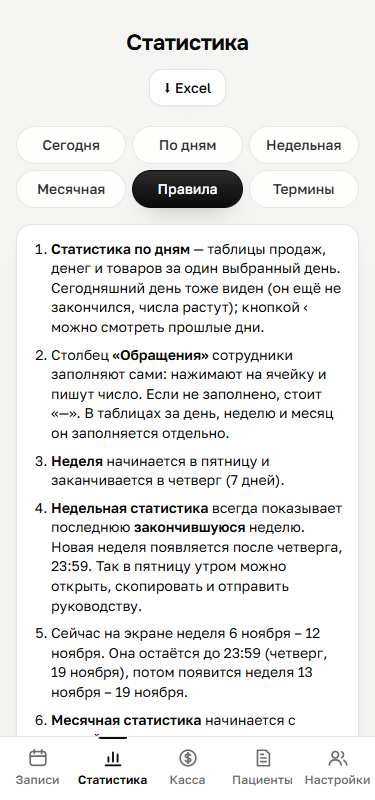 Статистика
⭳ Excel
Сегодня
По дням
Недельная
Месячная
Правила
Термины
1. Статистика по дням — таблицы продаж,
денег и товаров за один выбранный день.
Сегодняшний день тоже виден (он ещё не
закончился, числа растут); кнопкой ‹
можно смотреть прошлые дни.
2. Столбец «Обращения» сотрудники
заполняют сами: нажимают на ячейку и
пишут число. Если не заполнено, стоит
«—». В таблицах за день, неделю и месяц
он заполняется отдельно.
3. Неделя начинается в пятницу и
заканчивается в четверг (7 дней).
4. Недельная статистика всегда показывает
последнюю закончившуюся неделю.
Новая неделя появляется после четверга,
23:59. Так в пятницу утром можно
открыть, скопировать и отправить
руководству.
5. Сейчас на экране неделя 6 ноября – 12
ноября. Она остаётся до 23:59 (четверг,
19 ноября), потом появится неделя 13
ноября – 19 ноября.
6. Месячная статистика начинается с
Записи
Статистика
Касса
Пациенты
Настройки